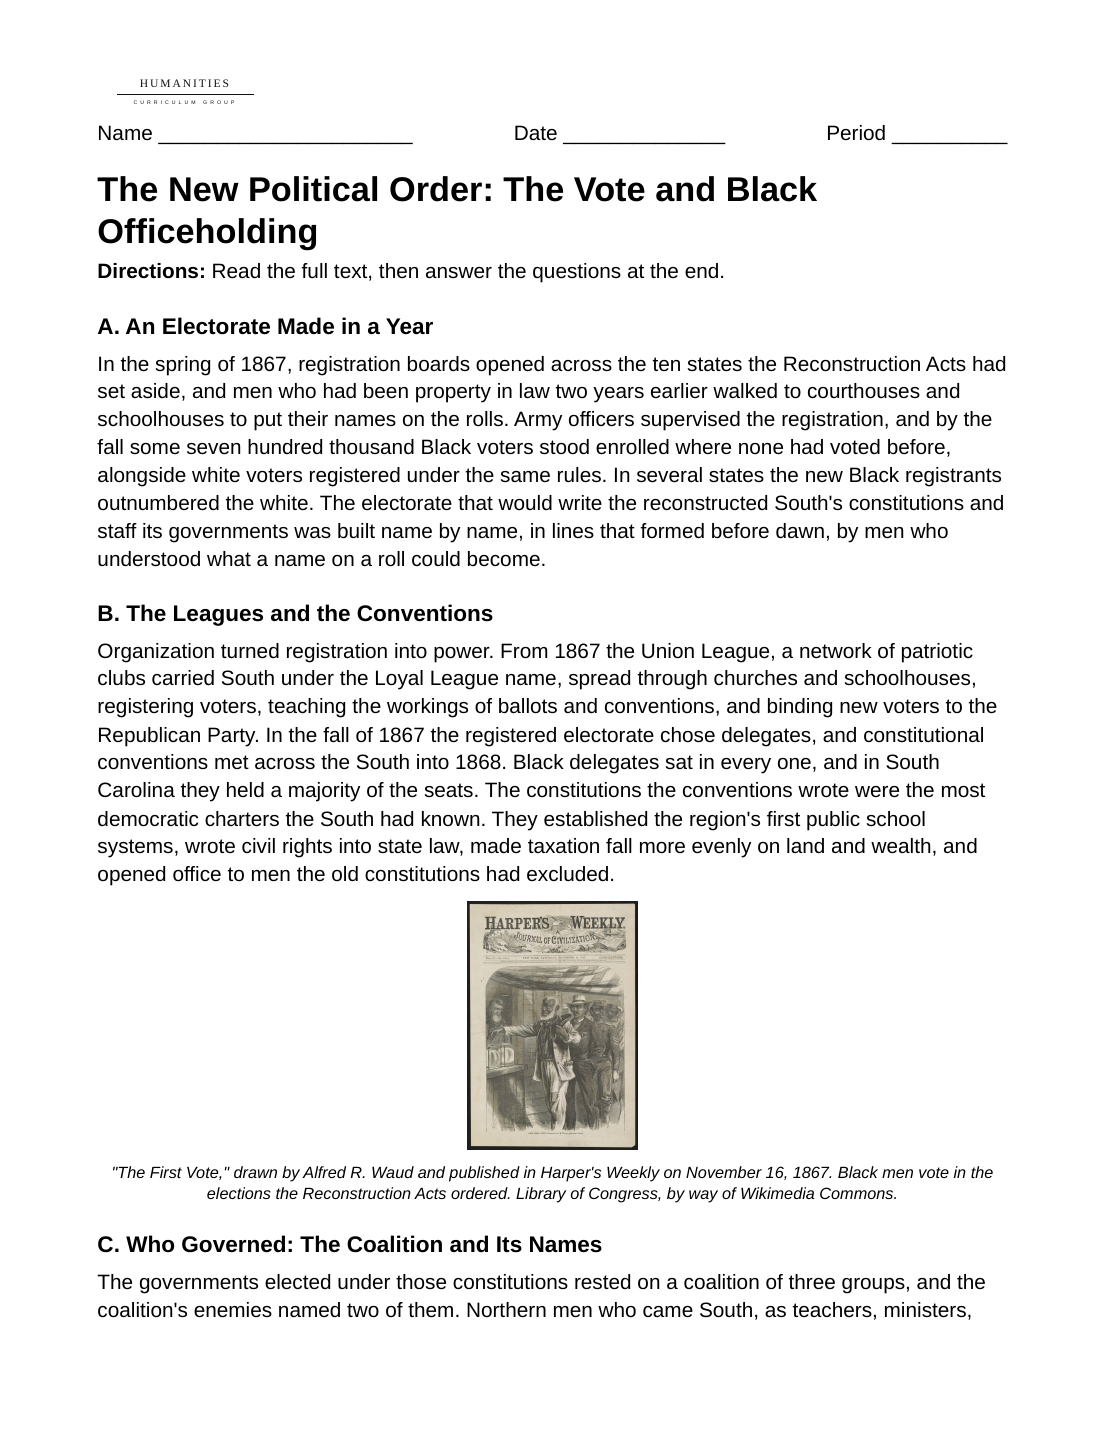 HUMANITIES
CURRICULUM GROUP
Name ______________________ Date ______________ Period __________
The New Political Order: The Vote and Black
Officeholding
Directions: Read the full text, then answer the questions at the end.
A. An Electorate Made in a Year
In the spring of 1867, registration boards opened across the ten states the Reconstruction Acts had
set aside, and men who had been property in law two years earlier walked to courthouses and
schoolhouses to put their names on the rolls. Army officers supervised the registration, and by the
fall some seven hundred thousand Black voters stood enrolled where none had voted before,
alongside white voters registered under the same rules. In several states the new Black registrants
outnumbered the white. The electorate that would write the reconstructed South's constitutions and
staff its governments was built name by name, in lines that formed before dawn, by men who
understood what a name on a roll could become.
B. The Leagues and the Conventions
Organization turned registration into power. From 1867 the Union League, a network of patriotic
clubs carried South under the Loyal League name, spread through churches and schoolhouses,
registering voters, teaching the workings of ballots and conventions, and binding new voters to the
Republican Party. In the fall of 1867 the registered electorate chose delegates, and constitutional
conventions met across the South into 1868. Black delegates sat in every one, and in South
Carolina they held a majority of the seats. The constitutions the conventions wrote were the most
democratic charters the South had known. They established the region's first public school
systems, wrote civil rights into state law, made taxation fall more evenly on land and wealth, and
opened office to men the old constitutions had excluded.
HARPER'S WEEKLY.
A
JOURNAL OF CIVILIZATION
"The First Vote," drawn by Alfred R. Waud and published in Harper's Weekly on November 16, 1867. Black men vote in the
elections the Reconstruction Acts ordered. Library of Congress, by way of Wikimedia Commons.
C. Who Governed: The Coalition and Its Names
The governments elected under those constitutions rested on a coalition of three groups, and the
coalition's enemies named two of them. Northern men who came South, as teachers, ministers,